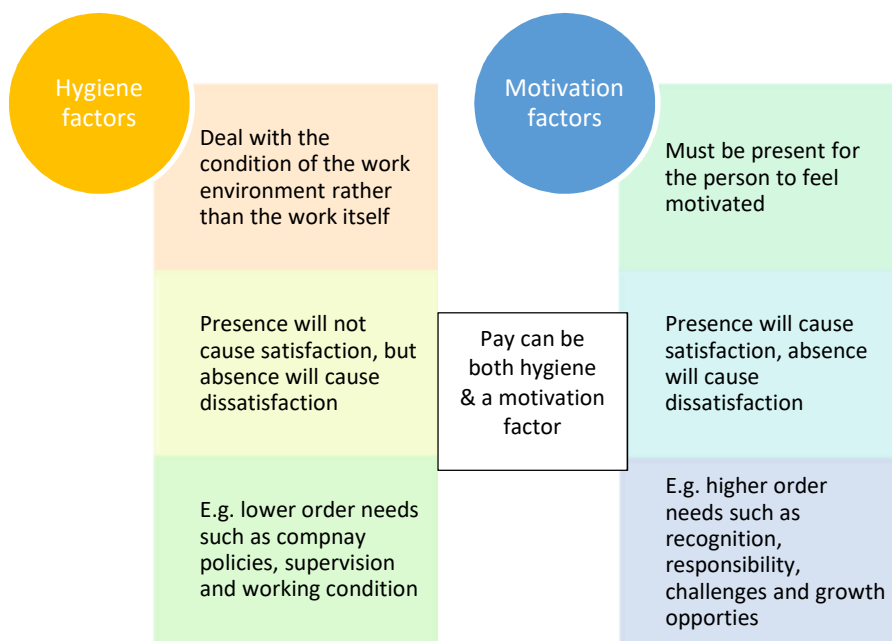 Hygiene
factors
Deal with the
condition of the work
environment rather
than the work itself
Presence will not
cause satisfaction, but
absence will cause
dissatisfaction
E.g. lower order needs
such as compnay
policies, supervision
and working condition
Pay can be
both hygiene
& a motivation
factor
Motivation
factors
Must be present for
the person to feel
motivated
Presence will cause
satisfaction, absence
will cause
dissatisfaction
E.g. higher order
needs such as
recognition,
responsibility,
challenges and growth
opporties